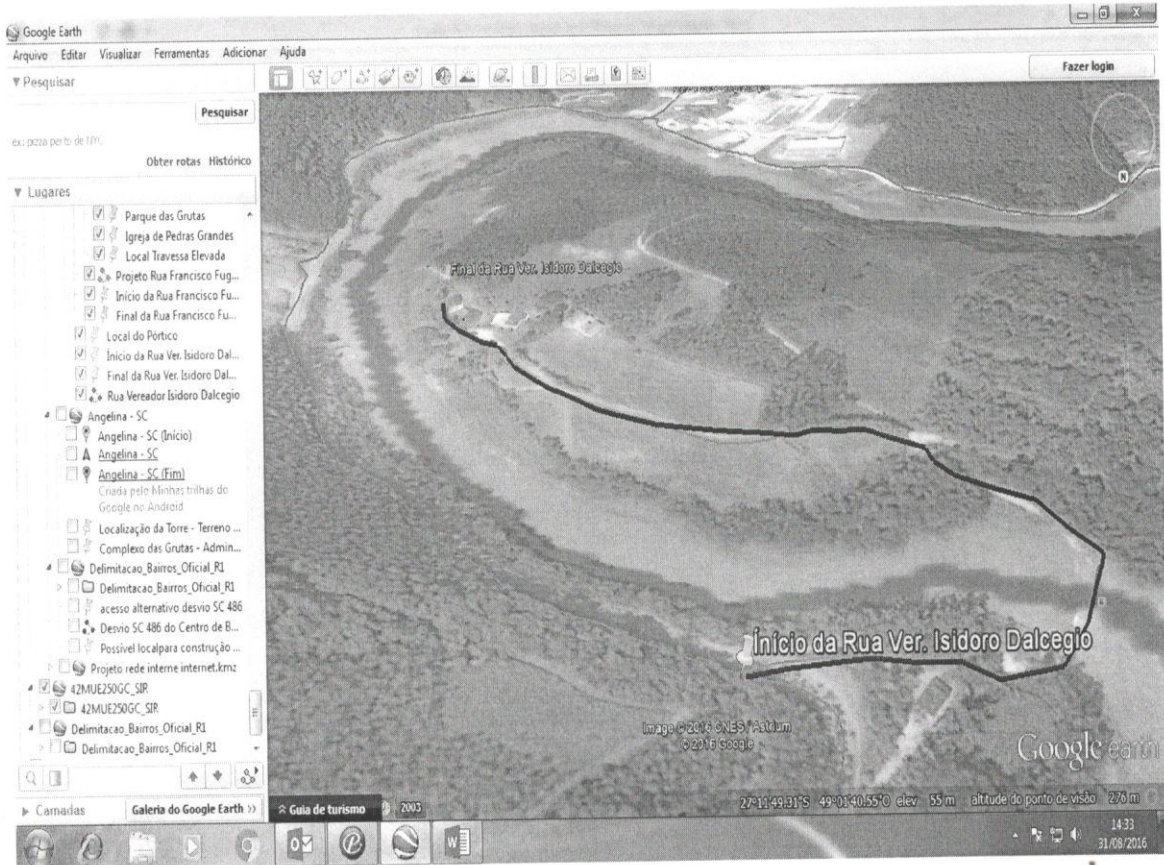 Google Earth
Arquivo Editar Visualizar Ferramentas Adicionar Ajuda
▼ Pesquisar
Fazer login
Pesquisar
ex: pizza perto de NY,
Obter rotas Histórico
▼ Lugares
Parque das Grutas
Igreja de Pedras Grandes
Local Travessa Elevada
Projeto Rua Francisco Fug...
Início da Rua Francisco Fu...
Final da Rua Francisco Fu...
Local do Pórtico
Ínicio da Rua Ver. Isidoro Dal...
Final da Rua Ver. Isidoro Dal...
Rua Vereador Isidoro Dalcegio
Angelina - SC
Angelina - SC (Início)
Angelina - SC
Angelina - SC (Fim)
Criada pelo Minhas trilhas do
Google no Android
Localização da Torre - Terreno ...
Complexo das Grutas - Admin...
Delimitacao_Bairros_Oficial_R1
Delimitacao_Bairros_Oficial_R1
acesso alternativo desvio SC 486
Desvio SC 486 do Centro de B...
Possível localpara construção ...
Projeto rede interne internet.kmz
42MUE250GC_SIR
42MUE250GC_SIR
Delimitacao_Bairros_Oficial_R1
Delimitacao_Bairros_Oficial_R1
Camadas
Galeria do Google Earth >>
Final da Rua Ver. Isidoro Dalcegio
Ínício da Rua Ver. Isidoro Dalcegio
Image © 2016 CNES / Astrium
© 2016 Google
Google earth
Guia de turismo
2003
27°11'49.31"S 49°01'40.55"O elev 55 m altitude do ponto de visão 276 m
14:33
31/08/2016